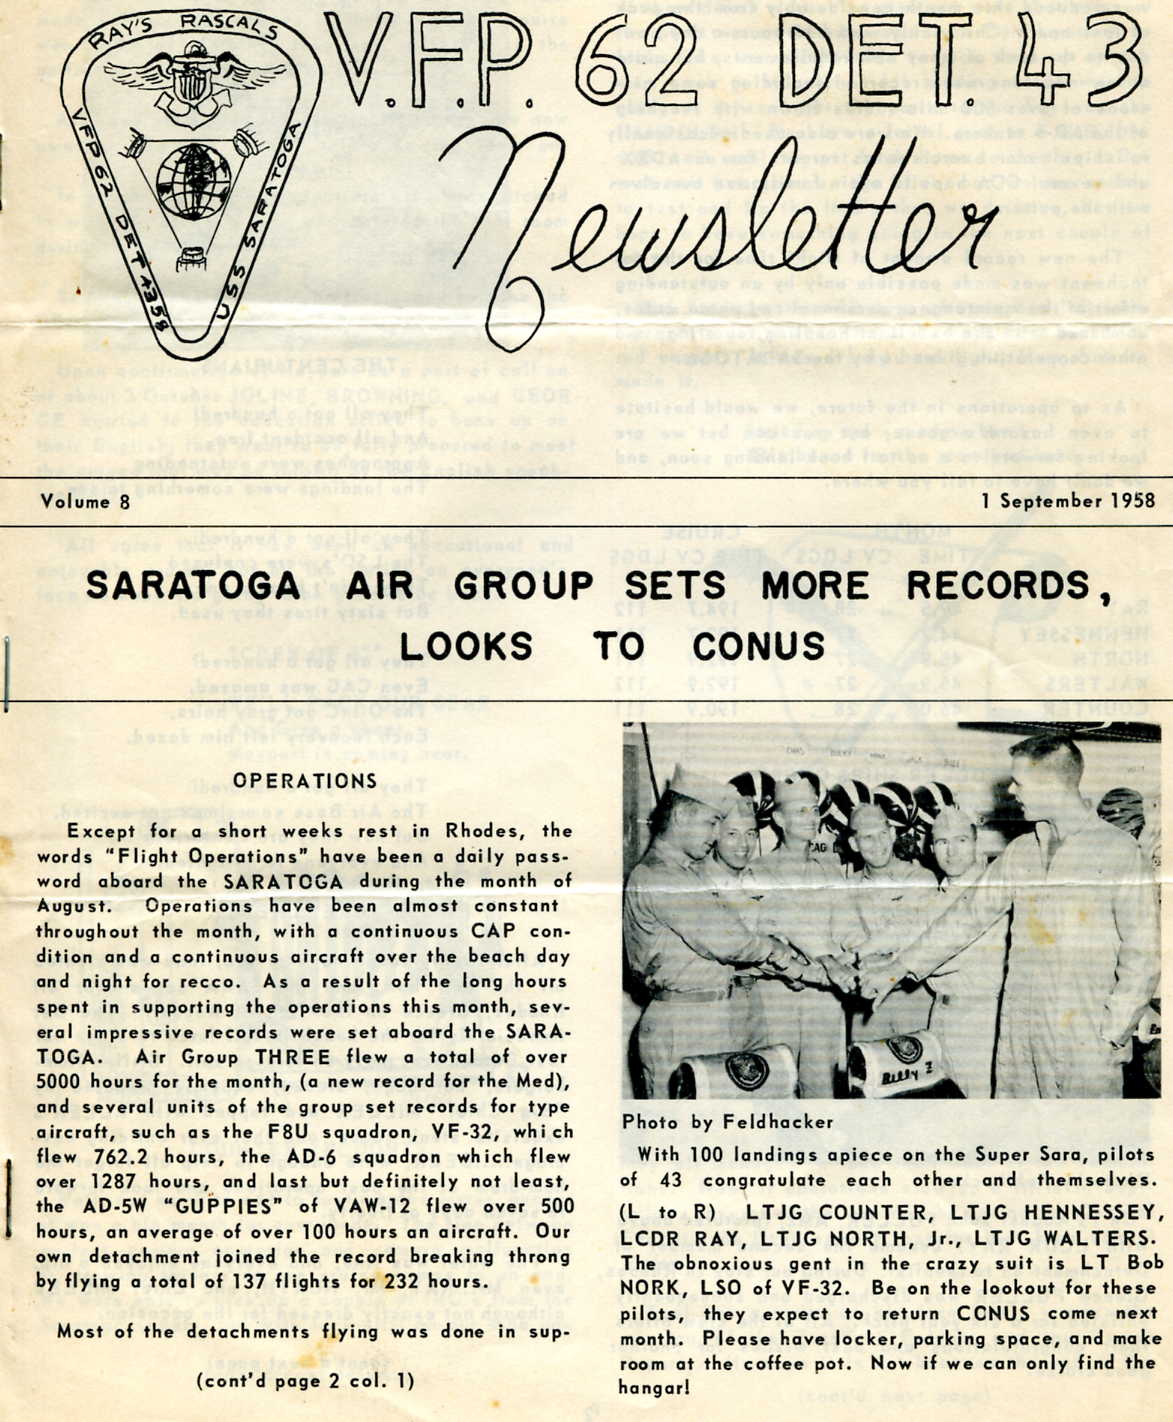 RAY'S RASCALS
VFP 62 DET 43 58
USS SARATOGA
V.F.P. 62 DET. 43
Newsletter
Volume 8
1 September 1958
SARATOGA AIR GROUP SETS MORE RECORDS,
LOOKS TO CONUS
OPERATIONS
Except for a short weeks rest in Rhodes, the
words "Flight Operations" have been a daily pass-
word aboard the SARATOGA during the month of
August. Operations have been almost constant
throughout the month, with a continuous CAP con-
dition and a continuous aircraft over the beach day
and night for recco. As a result of the long hours
spent in supporting the operations this month, sev-
eral impressive records were set aboard the SARA-
TOGA. Air Group THREE flew a total of over
5000 hours for the month, (a new record for the Med),
and several units of the group set records for type
aircraft, such as the F8U squadron, VF-32, which
flew 762.2 hours, the AD-6 squadron which flew
over 1287 hours, and last but definitely not least,
the AD-5W "GUPPIES" of VAW-12 flew over 500
hours, an average of over 100 hours an aircraft. Our
own detachment joined the record breaking throng
by flying a total of 137 flights for 232 hours.
Most of the detachments flying was done in sup-
(cont'd page 2 col. 1)
CAG
Billy I
Photo by Feldhacker
With 100 landings apiece on the Super Sara, pilots
of 43 congratulate each other and themselves.
(L to R) LTJG COUNTER, LTJG HENNESSEY,
LCDR RAY, LTJG NORTH, Jr., LTJG WALTERS.
The obnoxious gent in the crazy suit is LT Bob
NORK, LSO of VF-32. Be on the lookout for these
pilots, they expect to return CCNUS come next
month. Please have locker, parking space, and make
room at the coffee pot. Now if we can only find the
hangar!